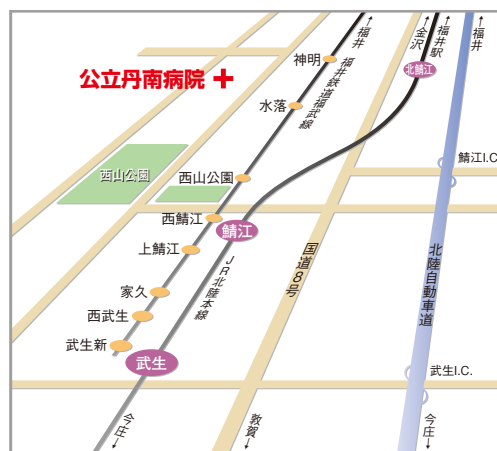 ←福井
←金沢
←福井駅
←福井
神明
福井鉄道福武線
北鯖江
公立丹南病院
水落
鯖江I.C.
西山公園
西山公園
西鯖江
鯖江
上鯖江
JR北陸本線
国道8号
北陸自動車道
家久
西武生
武生新
武生
武生I.C.
今庄→
敦賀→
今庄→